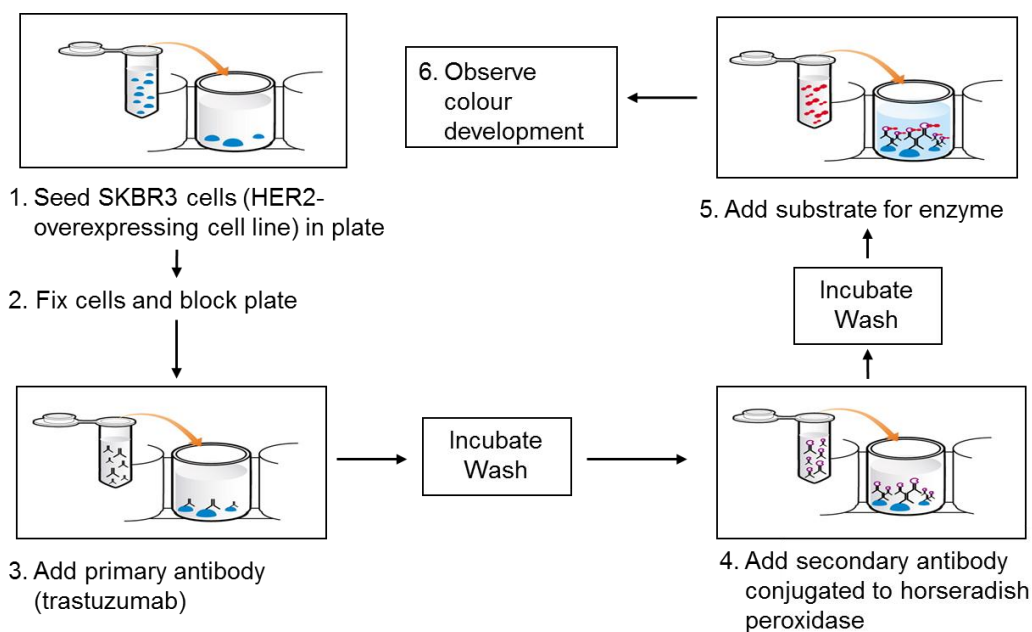 1. Seed SKBR3 cells (HER2-
overexpressing cell line) in plate
2. Fix cells and block plate
3. Add primary antibody
(trastuzumab)
Incubate
Wash
4. Add secondary antibody
conjugated to horseradish
peroxidase
Incubate
Wash
5. Add substrate for enzyme
6. Observe
colour
development